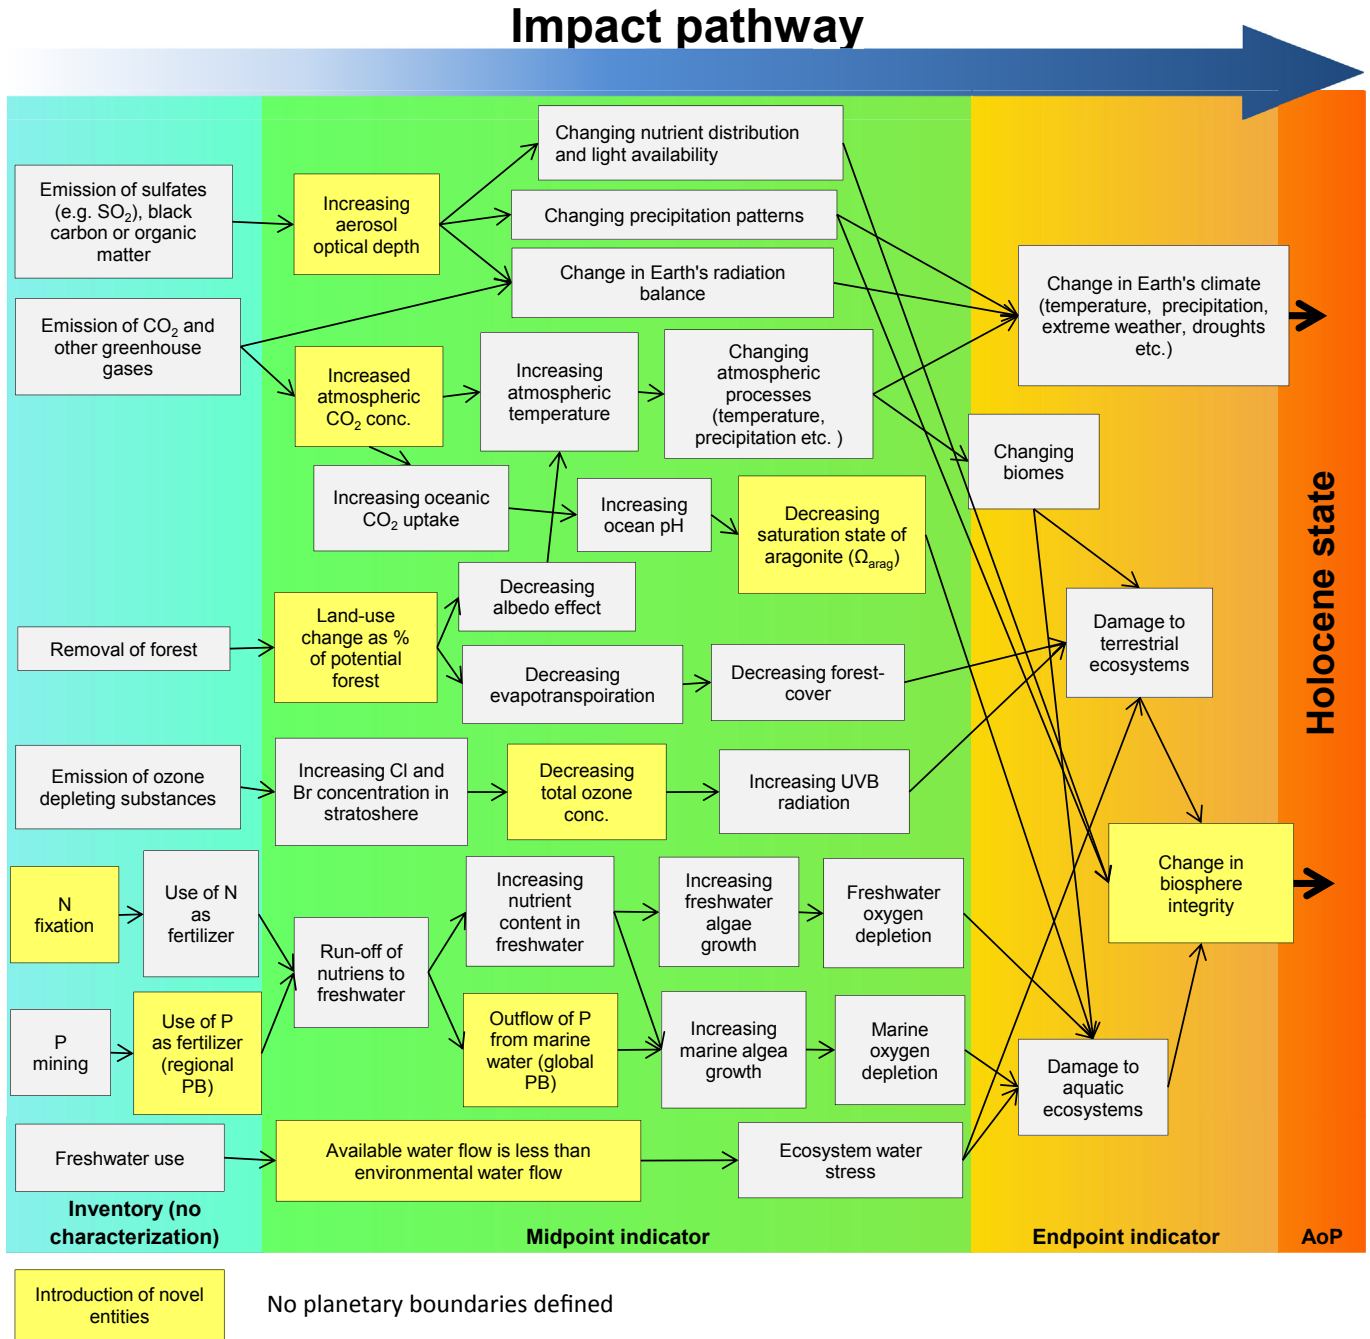 Impact pathway
Changing nutrient distribution
and light availability
Emission of sulfates
(e.g. SO₂), black
carbon or organic
matter
Increasing
aerosol
optical depth
Changing precipitation patterns
Change in Earth's radiation
balance
Change in Earth's climate
(temperature, precipitation,
extreme weather, droughts
etc.)
Emission of CO₂ and
other greenhouse
gases
Increased
atmospheric
CO₂ conc.
Increasing
atmospheric
temperature
Changing
atmospheric
processes
(temperature,
precipitation etc. )
Changing
biomes
Increasing oceanic
CO₂ uptake
Increasing
ocean pH
Decreasing
saturation state of
aragonite (Ωarag)
Holocene state
Decreasing
albedo effect
Removal of forest
Land-use
change as %
of potential
forest
Damage to
terrestrial
ecosystems
Decreasing
evapotranspoiration
Decreasing forest-
cover
Emission of ozone
depleting substances
Increasing Cl and
Br concentration in
stratoshere
Decreasing
total ozone
conc.
Increasing UVB
radiation
Change in
biosphere
integrity
N
fixation
Use of N
as
fertilizer
Run-off of
nutriens to
freshwater
Increasing
nutrient
content in
freshwater
Increasing
freshwater
algae
growth
Freshwater
oxygen
depletion
P
mining
Use of P
as fertilizer
(regional
PB)
Outflow of P
from marine
water (global
PB)
Increasing
marine algea
growth
Marine
oxygen
depletion
Damage to
aquatic
ecosystems
Freshwater use
Available water flow is less than
environmental water flow
Ecosystem water
stress
Inventory (no
characterization)
Midpoint indicator
Endpoint indicator
AoP
Introduction of novel
entities
No planetary boundaries defined